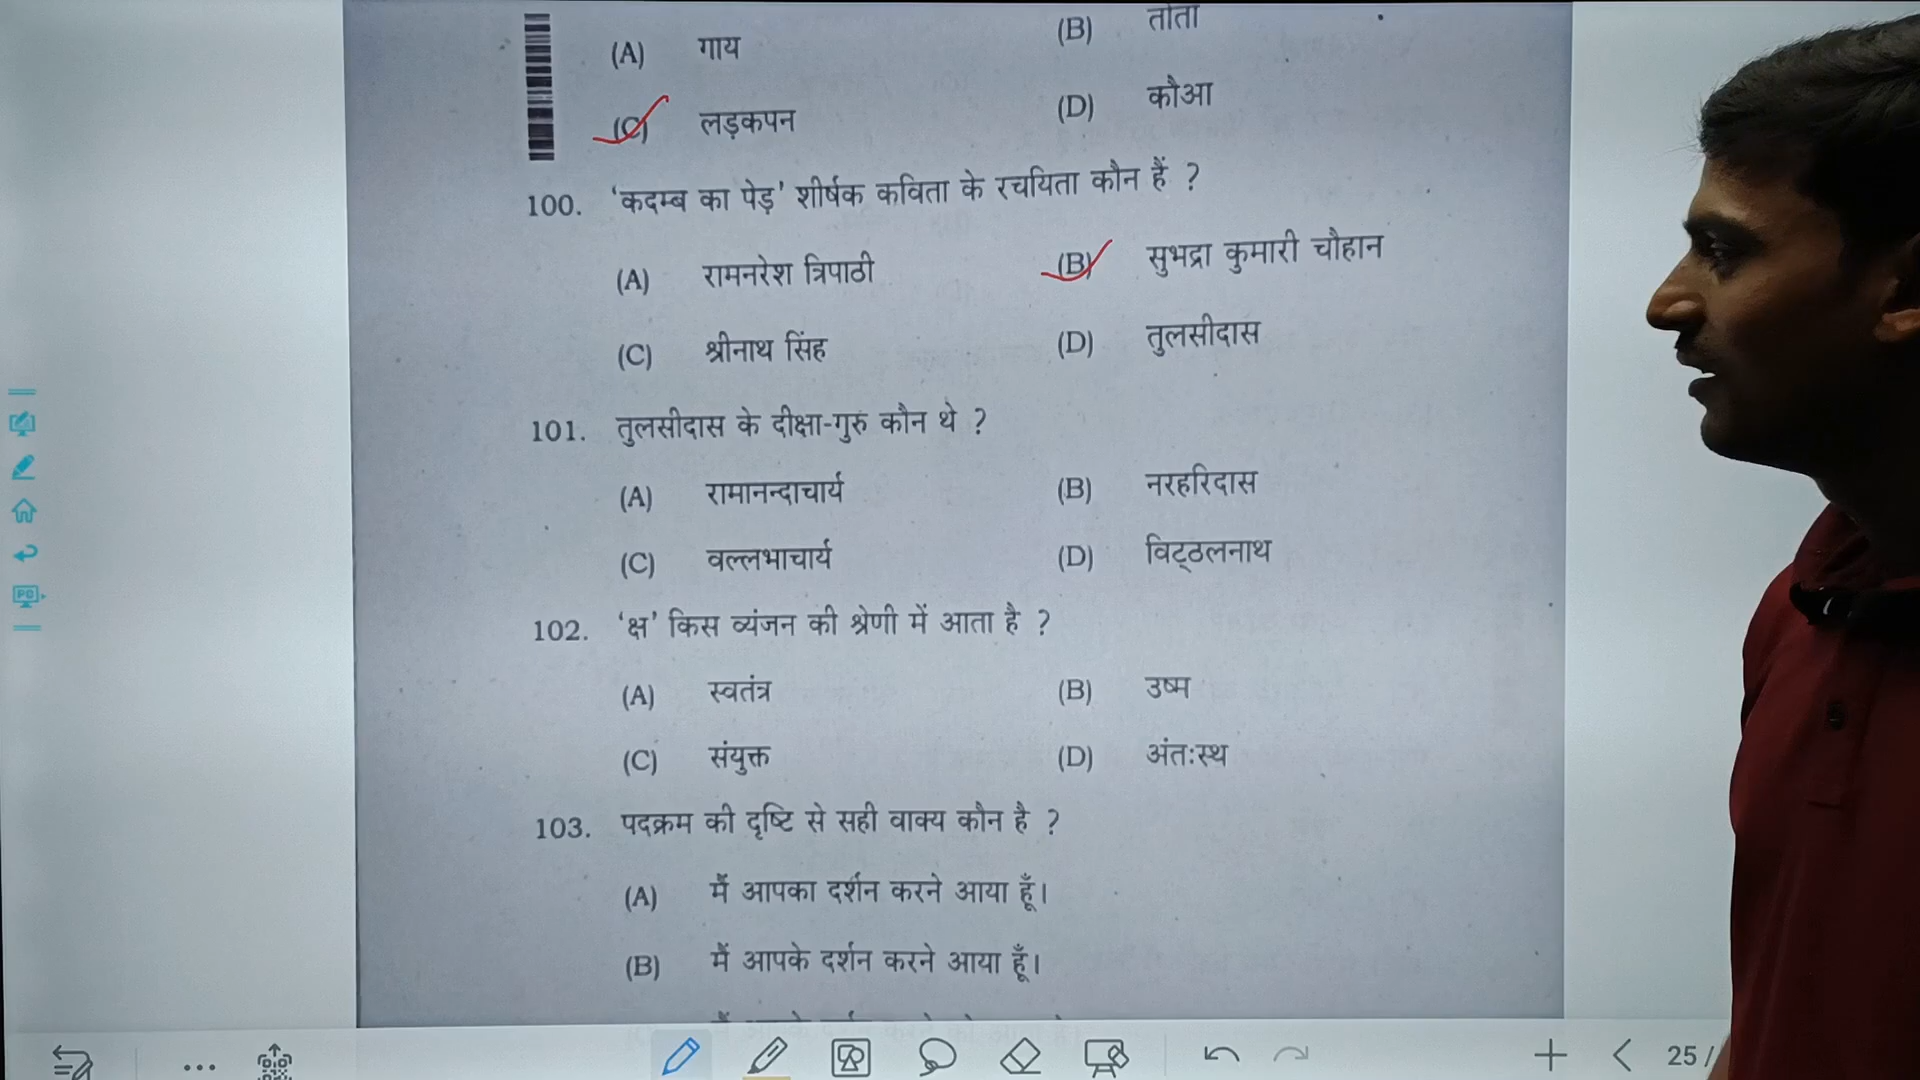 (A) गाय (B) तोता
(C) लड़कपन (D) कौआ
100. 'कदम्ब का पेड़' शीर्षक कविता के रचयिता कौन हैं ?
(A) रामनरेश त्रिपाठी (B) सुभद्रा कुमारी चौहान
(C) श्रीनाथ सिंह (D) तुलसीदास
101. तुलसीदास के दीक्षा-गुरु कौन थे ?
(A) रामानन्दाचार्य (B) नरहरिदास
(C) वल्लभाचार्य (D) विट्ठलनाथ
102. 'क्ष' किस व्यंजन की श्रेणी में आता है ?
(A) स्वतंत्र (B) उष्म
(C) संयुक्त (D) अंतःस्थ
103. पदक्रम की दृष्टि से सही वाक्य कौन है ?
(A) मैं आपका दर्शन करने आया हूँ।
(B) मैं आपके दर्शन करने आया हूँ।
PC
25 /